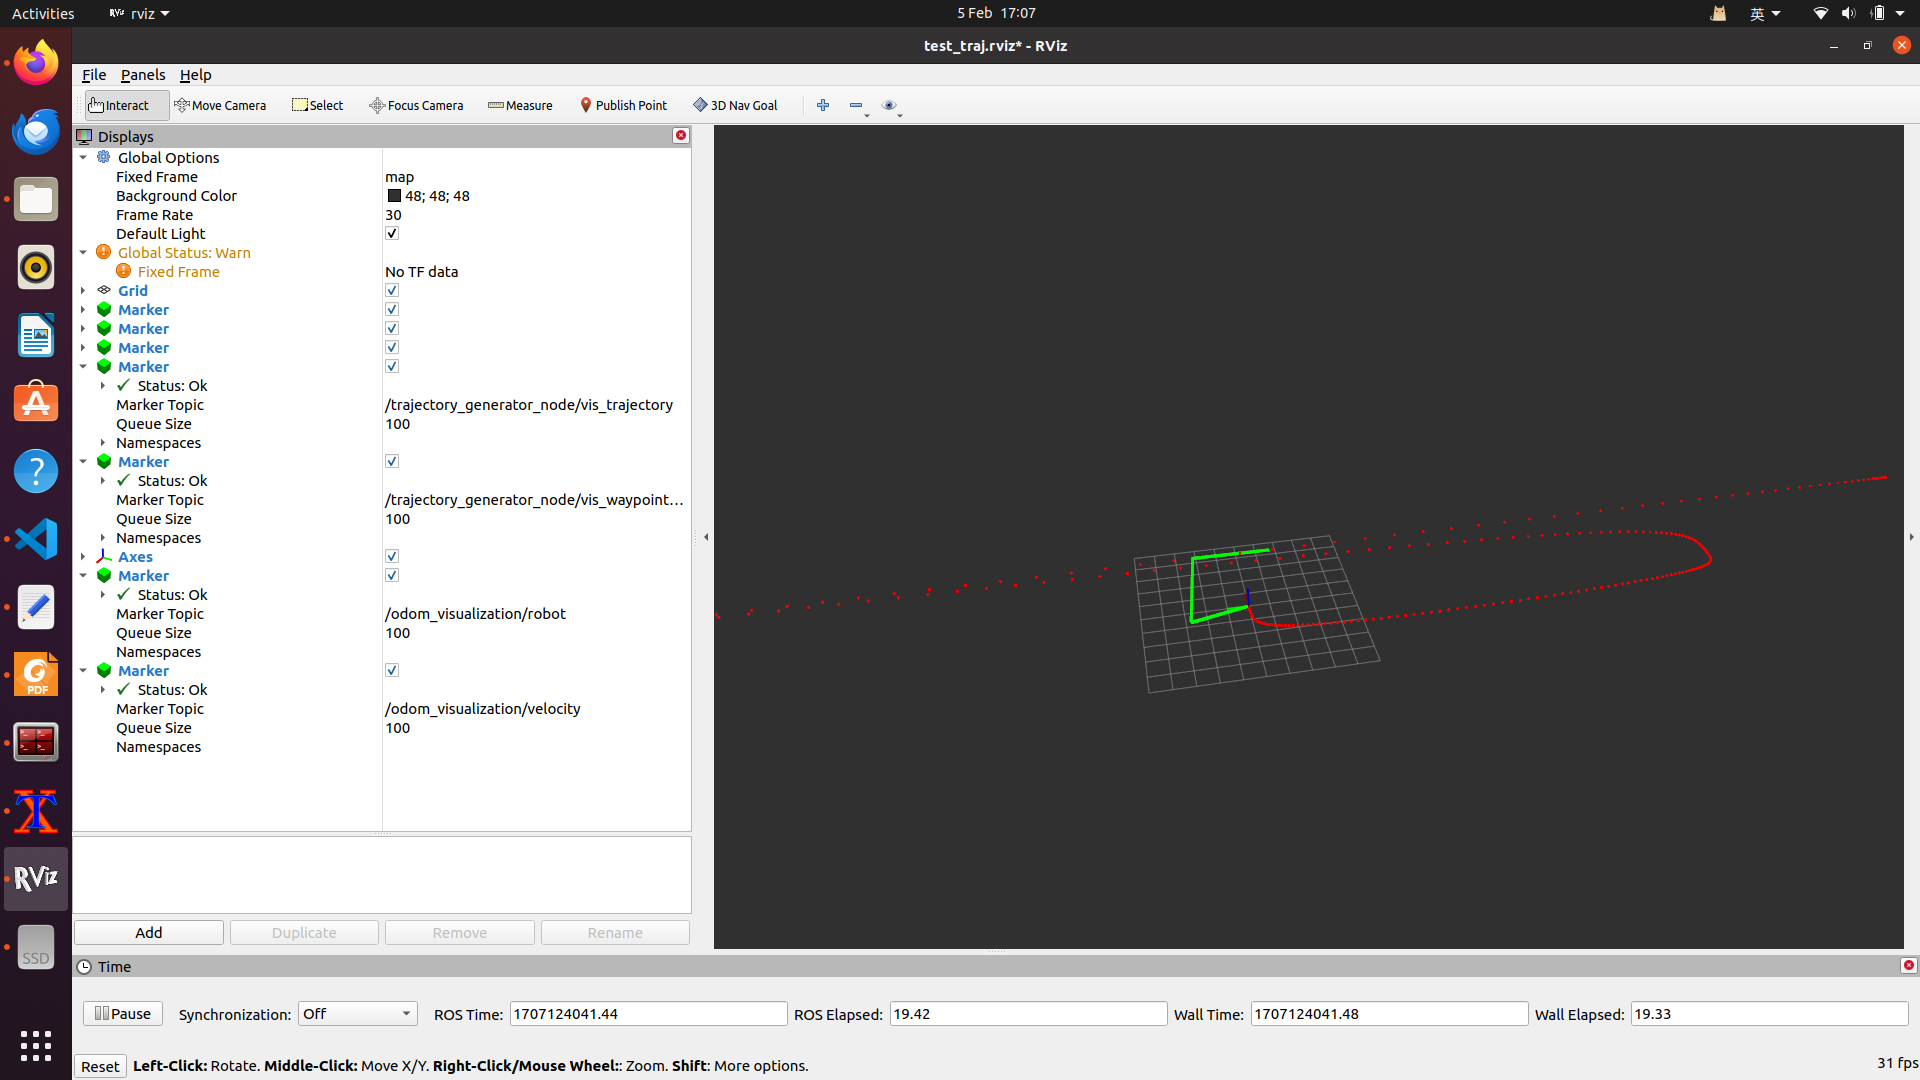 Activities
rviz
5 Feb 17:07
英
test_traj.rviz* - RViz
File Panels Help
Interact
Move Camera
Select
Focus Camera
Measure
Publish Point
3D Nav Goal
Displays
Global Options
Fixed Frame map
Background Color 48; 48; 48
Frame Rate 30
Default Light
Global Status: Warn
Fixed Frame No TF data
Grid
Marker
Marker
Marker
Marker
Status: Ok
Marker Topic /trajectory_generator_node/vis_trajectory
Queue Size 100
Namespaces
Marker
Status: Ok
Marker Topic /trajectory_generator_node/vis_waypoint…
Queue Size 100
Namespaces
Axes
Marker
Status: Ok
Marker Topic /odom_visualization/robot
Queue Size 100
Namespaces
Marker
Status: Ok
Marker Topic /odom_visualization/velocity
Queue Size 100
Namespaces
PDF
RViz
SSD
Add Duplicate Remove Rename
Time
Pause Synchronization: Off ROS Time: 1707124041.44 ROS Elapsed: 19.42 Wall Time: 1707124041.48 Wall Elapsed: 19.33
Reset Left-Click: Rotate. Middle-Click: Move X/Y. Right-Click/Mouse Wheel:: Zoom. Shift: More options. 31 fps